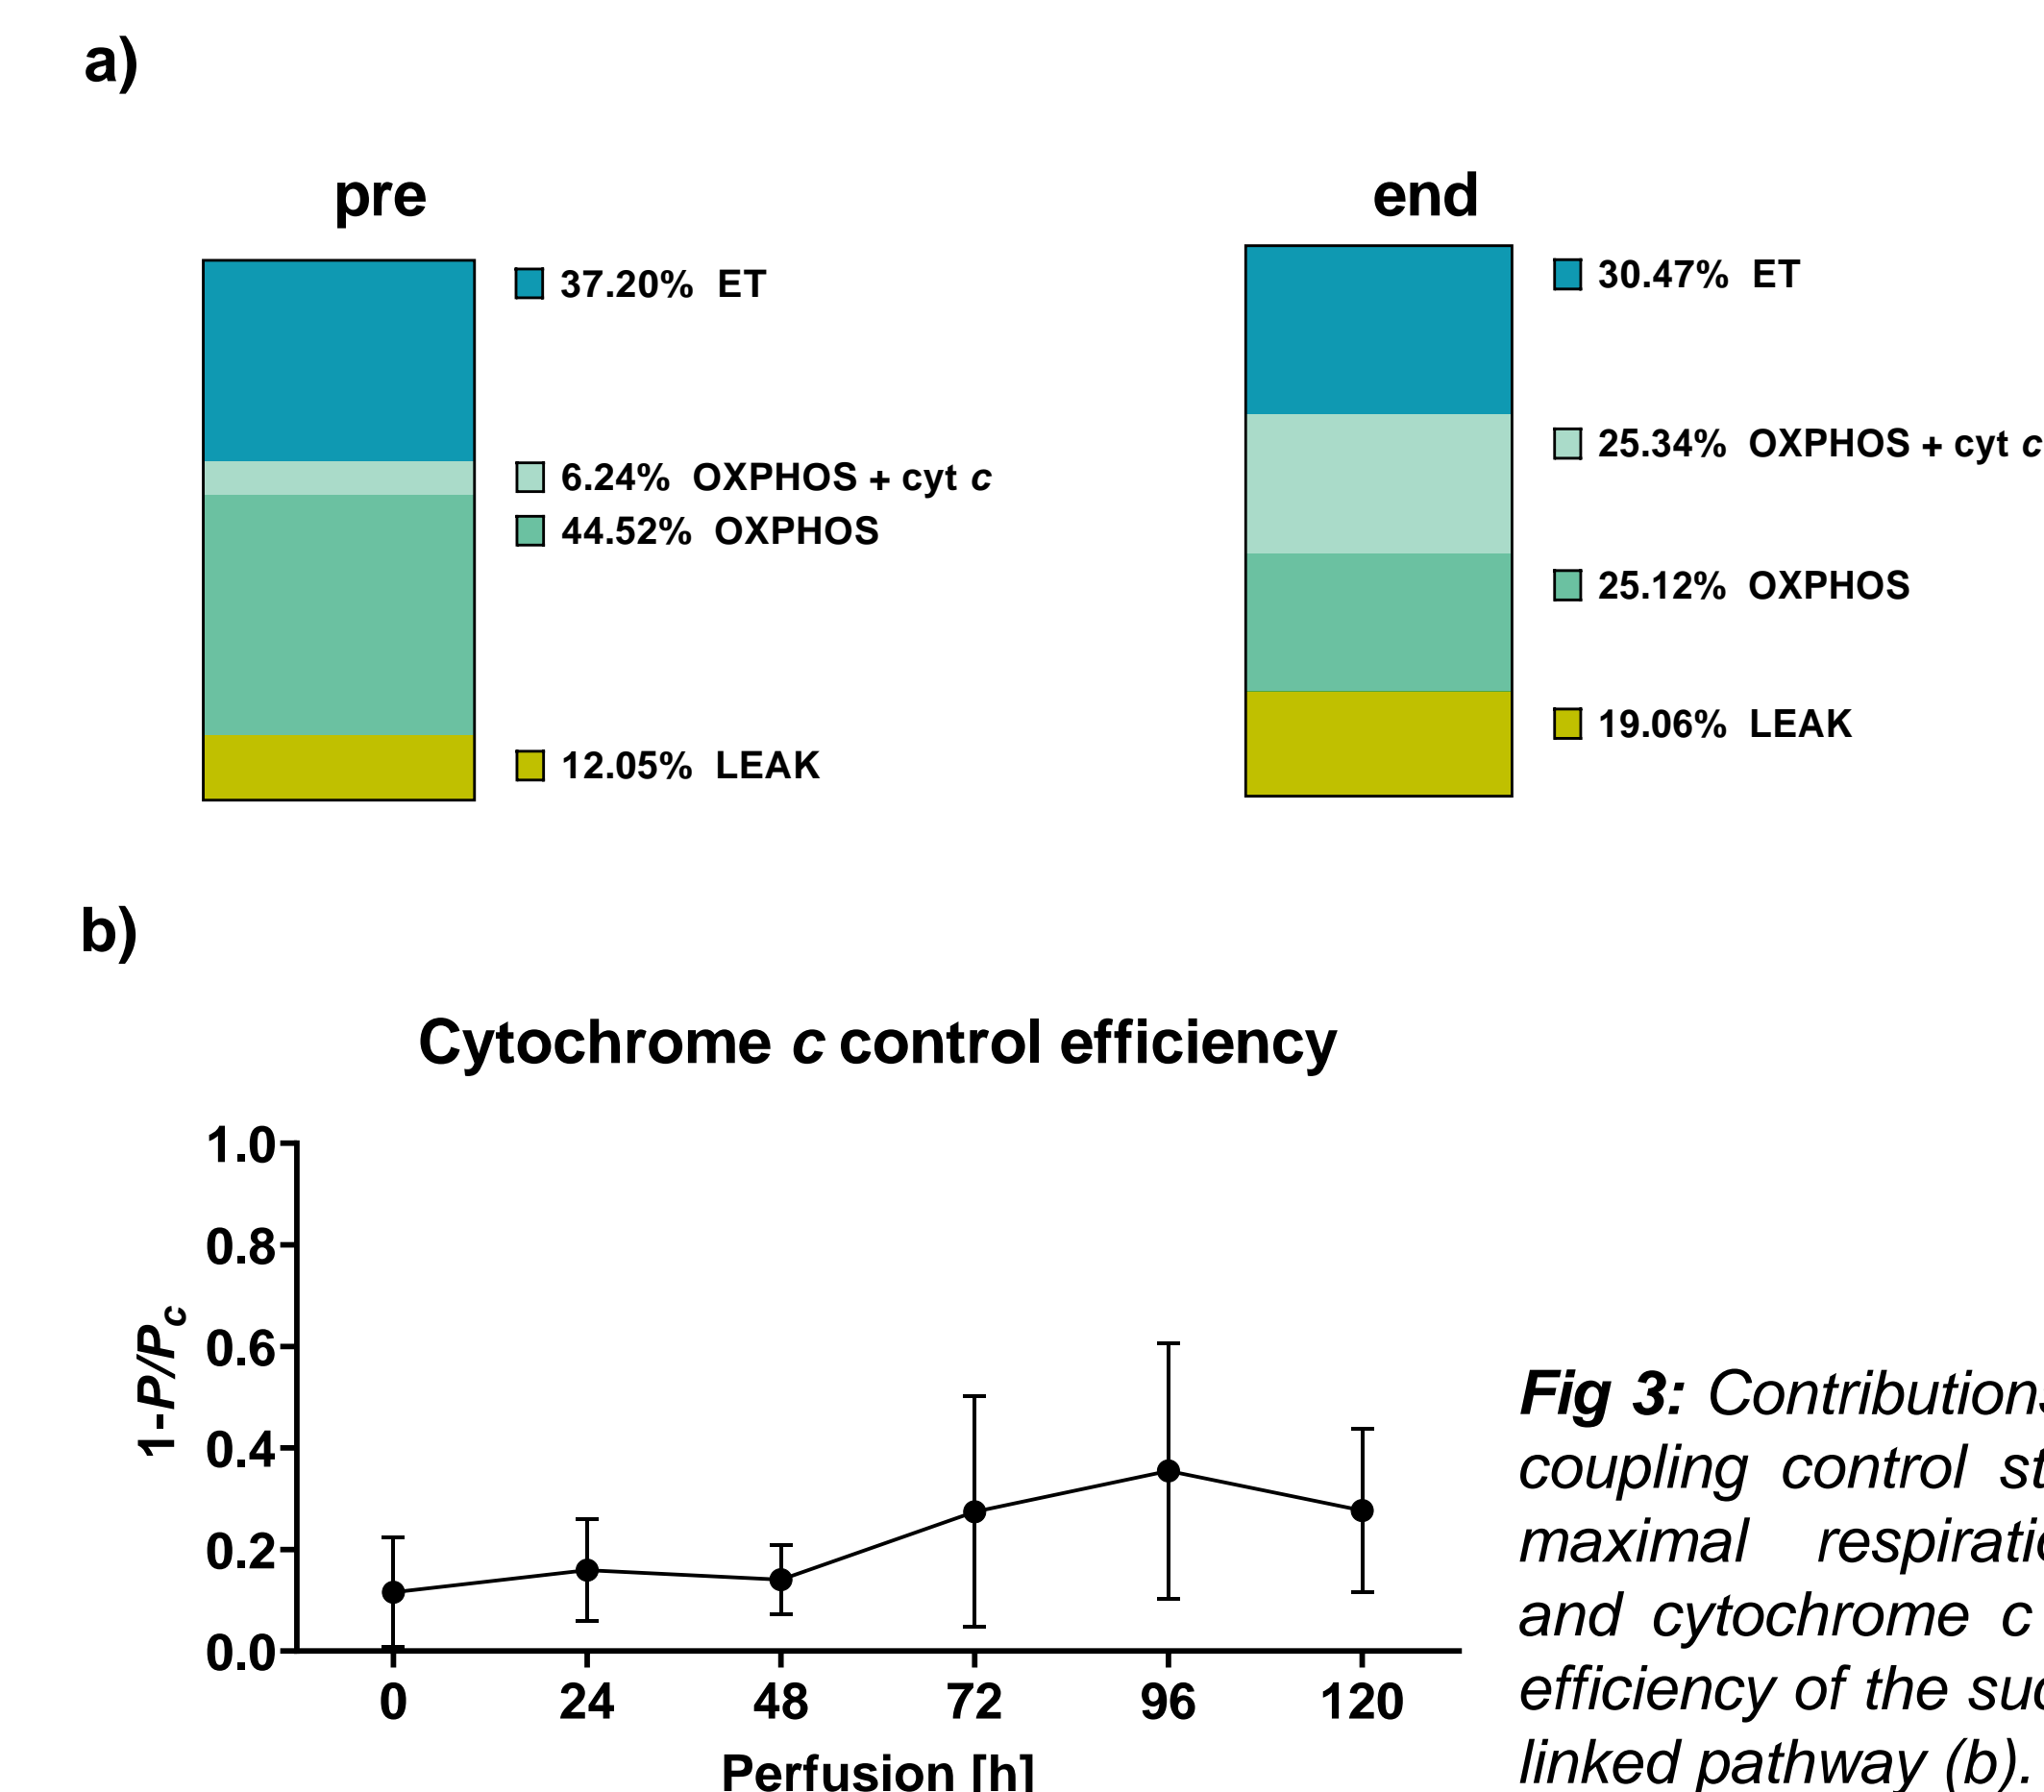 a)
pre
37.20% ET
6.24% OXPHOS + cyt c
44.52% OXPHOS
12.05% LEAK
end
30.47% ET
25.34% OXPHOS + cyt c
25.12% OXPHOS
19.06% LEAK
b)
Cytochrome c control efficiency
1-P/Pc
1.0
0.8
0.6
0.4
0.2
0.0
0 24 48 72 96 120
Perfusion [h]
Fig 3: Contributions
coupling control
maximal
and cytochrome c
efficiency of the
linked pathway (b).